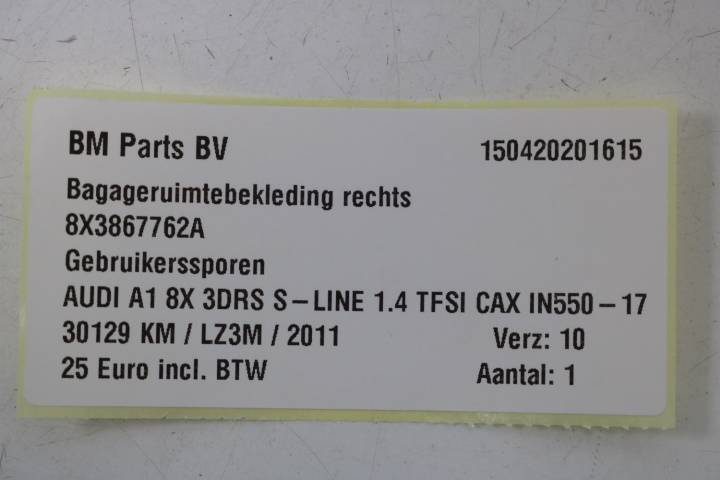 BM Parts BV 150420201615
Bagageruimtebekleding rechts
8X3867762A
Gebruikerssporen
AUDI A1 8X 3DRS S-LINE 1.4 TFSI CAX IN550-17
30129 KM / LZ3M / 2011 Verz: 10
25 Euro incl. BTW Aantal: 1